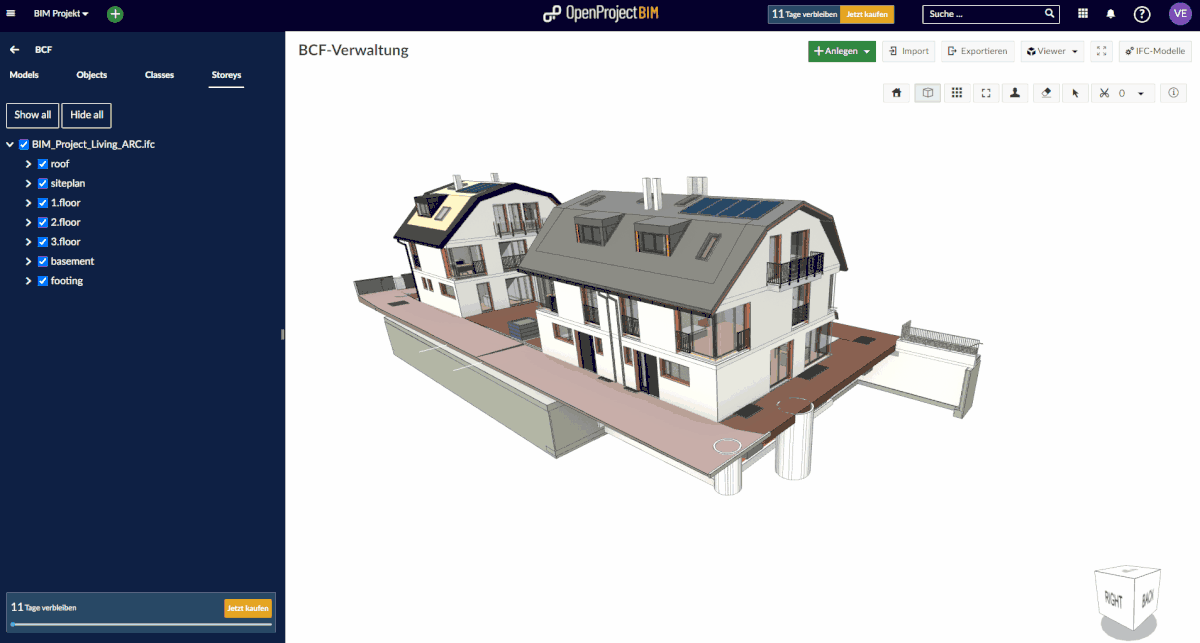 BIM Projekt
OpenProject BIM
11 Tage verbleiben
Jetzt kaufen
Suche ...
?
VE
BCF
Models Objects Classes Storeys
Show all Hide all
BIM_Project_Living_ARC.ifc
roof
siteplan
1.floor
2.floor
3.floor
basement
footing
11 Tage verbleiben
Jetzt kaufen
BCF-Verwaltung
Anlegen
Import
Exportieren
Viewer
IFC-Modelle
0
RIGHT
BACK